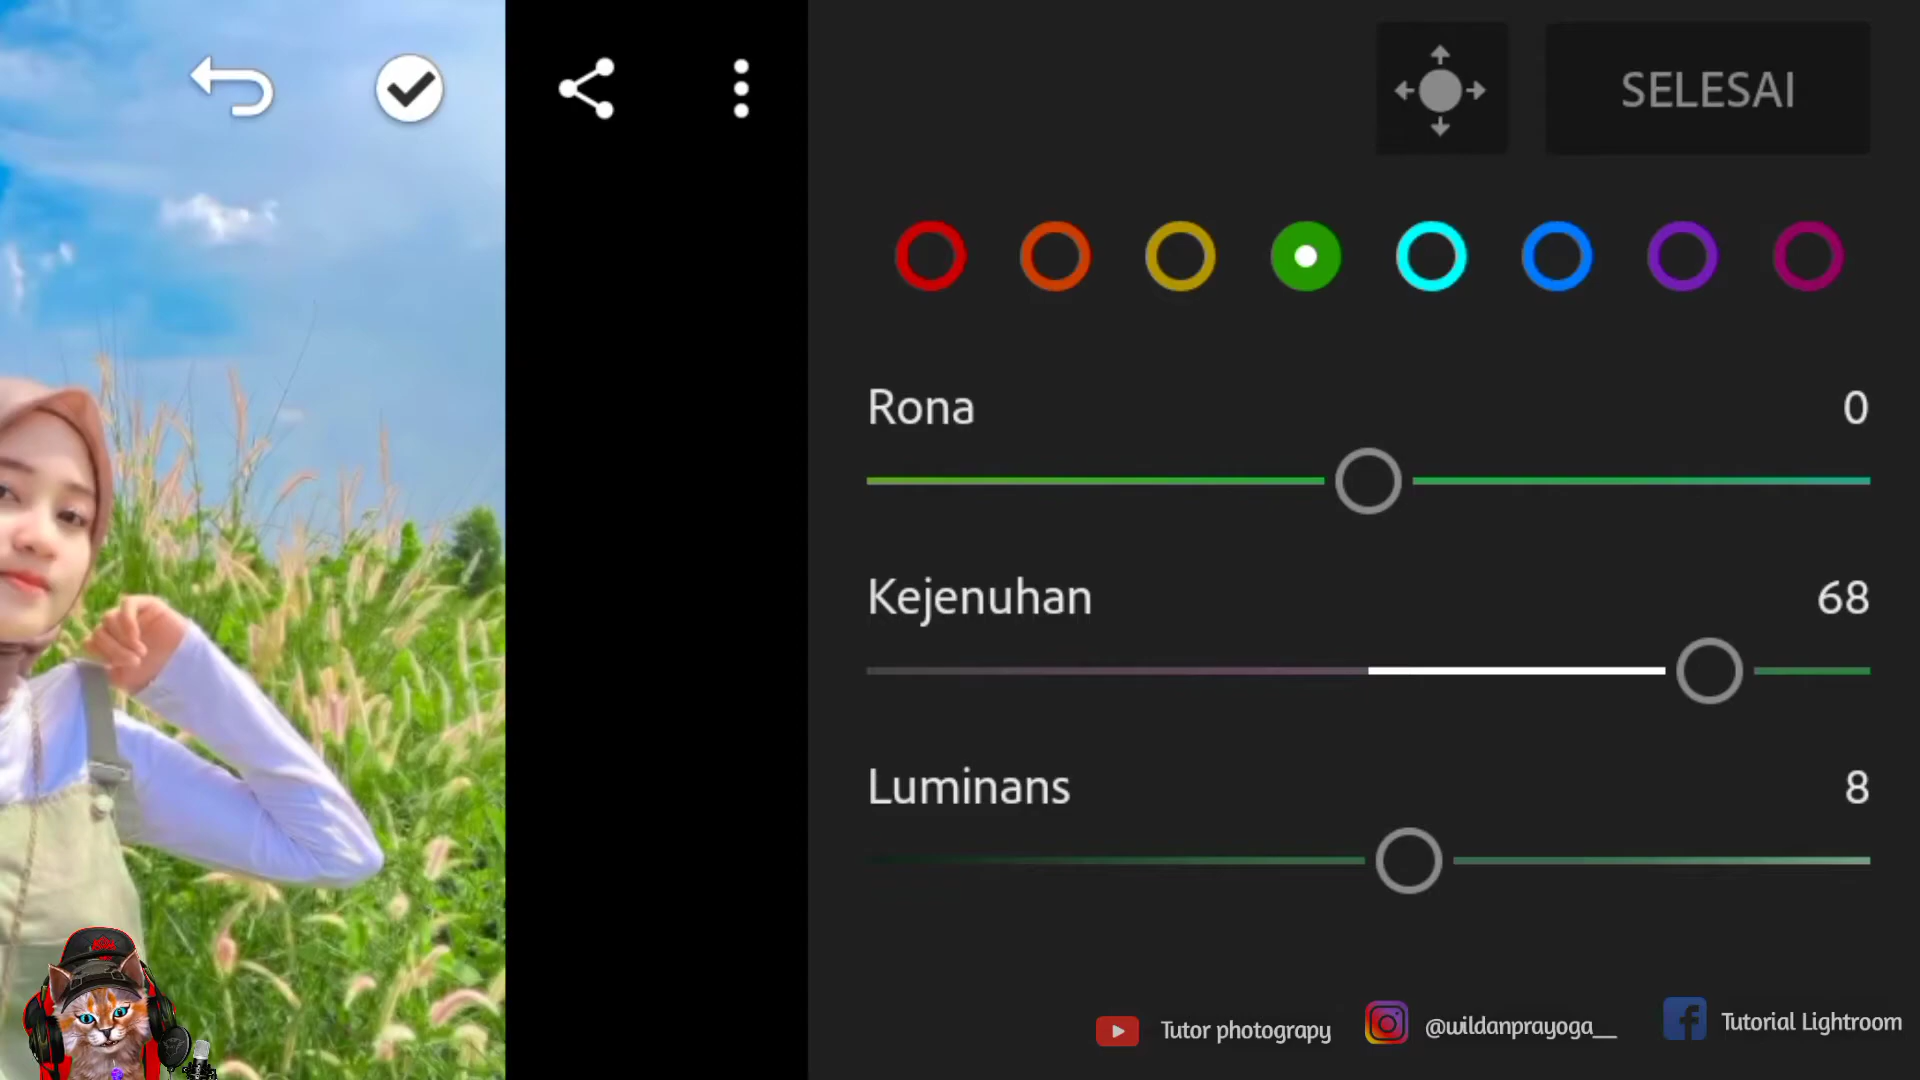 SELESAI
Rona 0
Kejenuhan 68
Luminans 8
Tutor photograpy @wildanprayoga__ Tutorial Lightroom